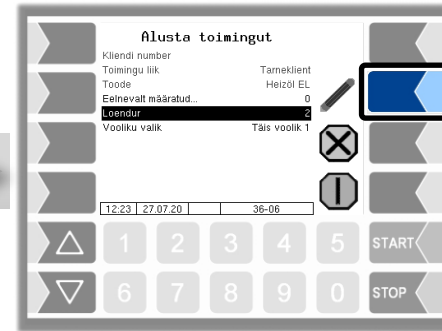 Alusta toimingut
Kliendi number
Toimingu liik Tarneklient
Toode Heizöl EL
Eelnevalt määratud... 0
Loendur 2
Vooliku valik Täis voolik 1
12:23 27.07.20 36-06
1 2 3 4 5 START
6 7 8 9 0 STOP